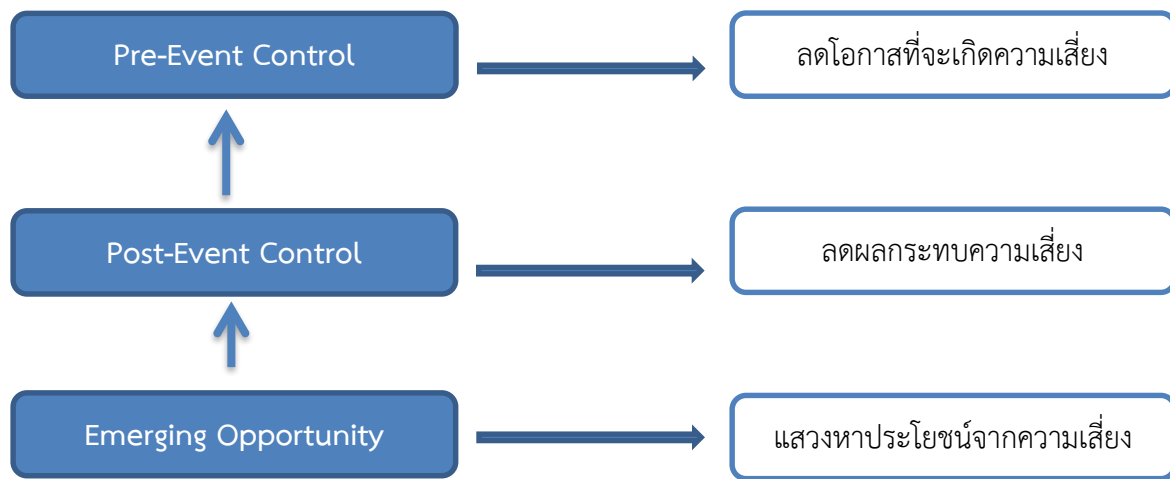 Pre-Event Control
ลดโอกาสที่จะเกิดความเสี่ยง
Post-Event Control
ลดผลกระทบความเสี่ยง
Emerging Opportunity
แสวงหาประโยชน์จากความเสี่ยง